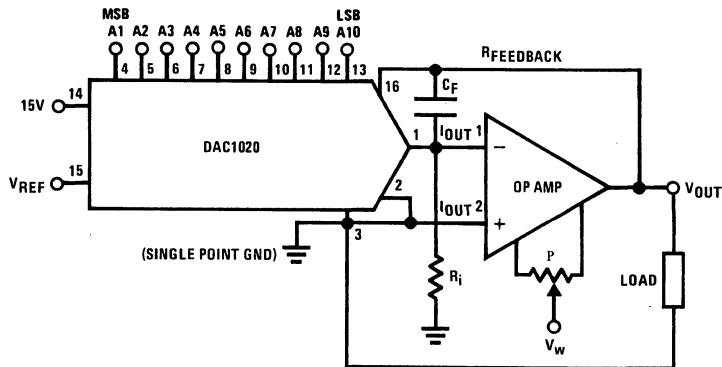 MSB LSB
A1 A2 A3 A4 A5 A6 A7 A8 A9 A10
4 5 6 7 8 9 10 11 12 13
16
RFEEDBACK
CF
15V 14
DAC1020
1 IOUT 1
−
OP AMP
VOUT
VREF 15
2
IOUT 2
+
3
(SINGLE POINT GND)
Ri
P
LOAD
Vw